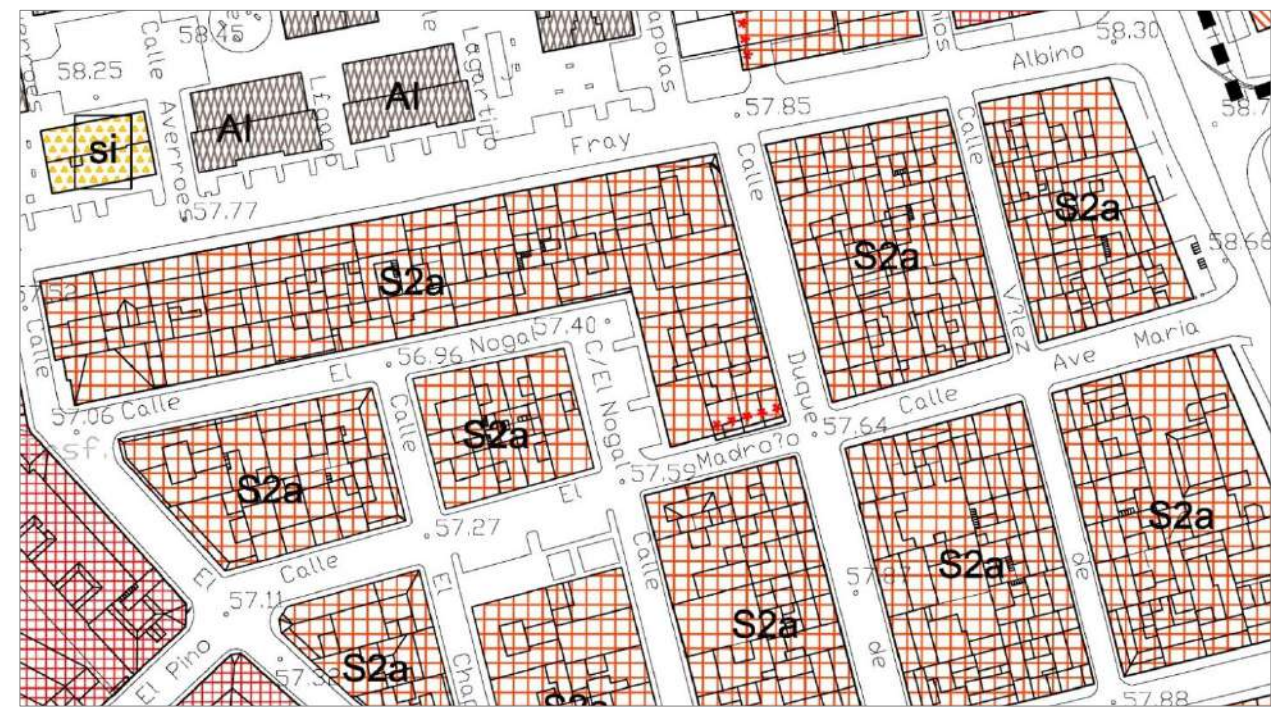 58.45
58.25
Calle
Averroes
Lagartijo
58.30
Albino
57.85
AI
AI
si
Fray
Calle
Calle
57.77
S2a
S2a
58.66
S2a
S2a
57.40
Nogal
56.96
El
Calle
57.06
Calle
Calle
C/El Nogal
Duque
V?lez
Ave Maria
Calle
57.64
Madro?o
57.59
El
S2a
S2a
57.27
Calle
El
57.11
El Pino
S2a
El
Calle
S2a
S2a
de
S2a
de
57.88